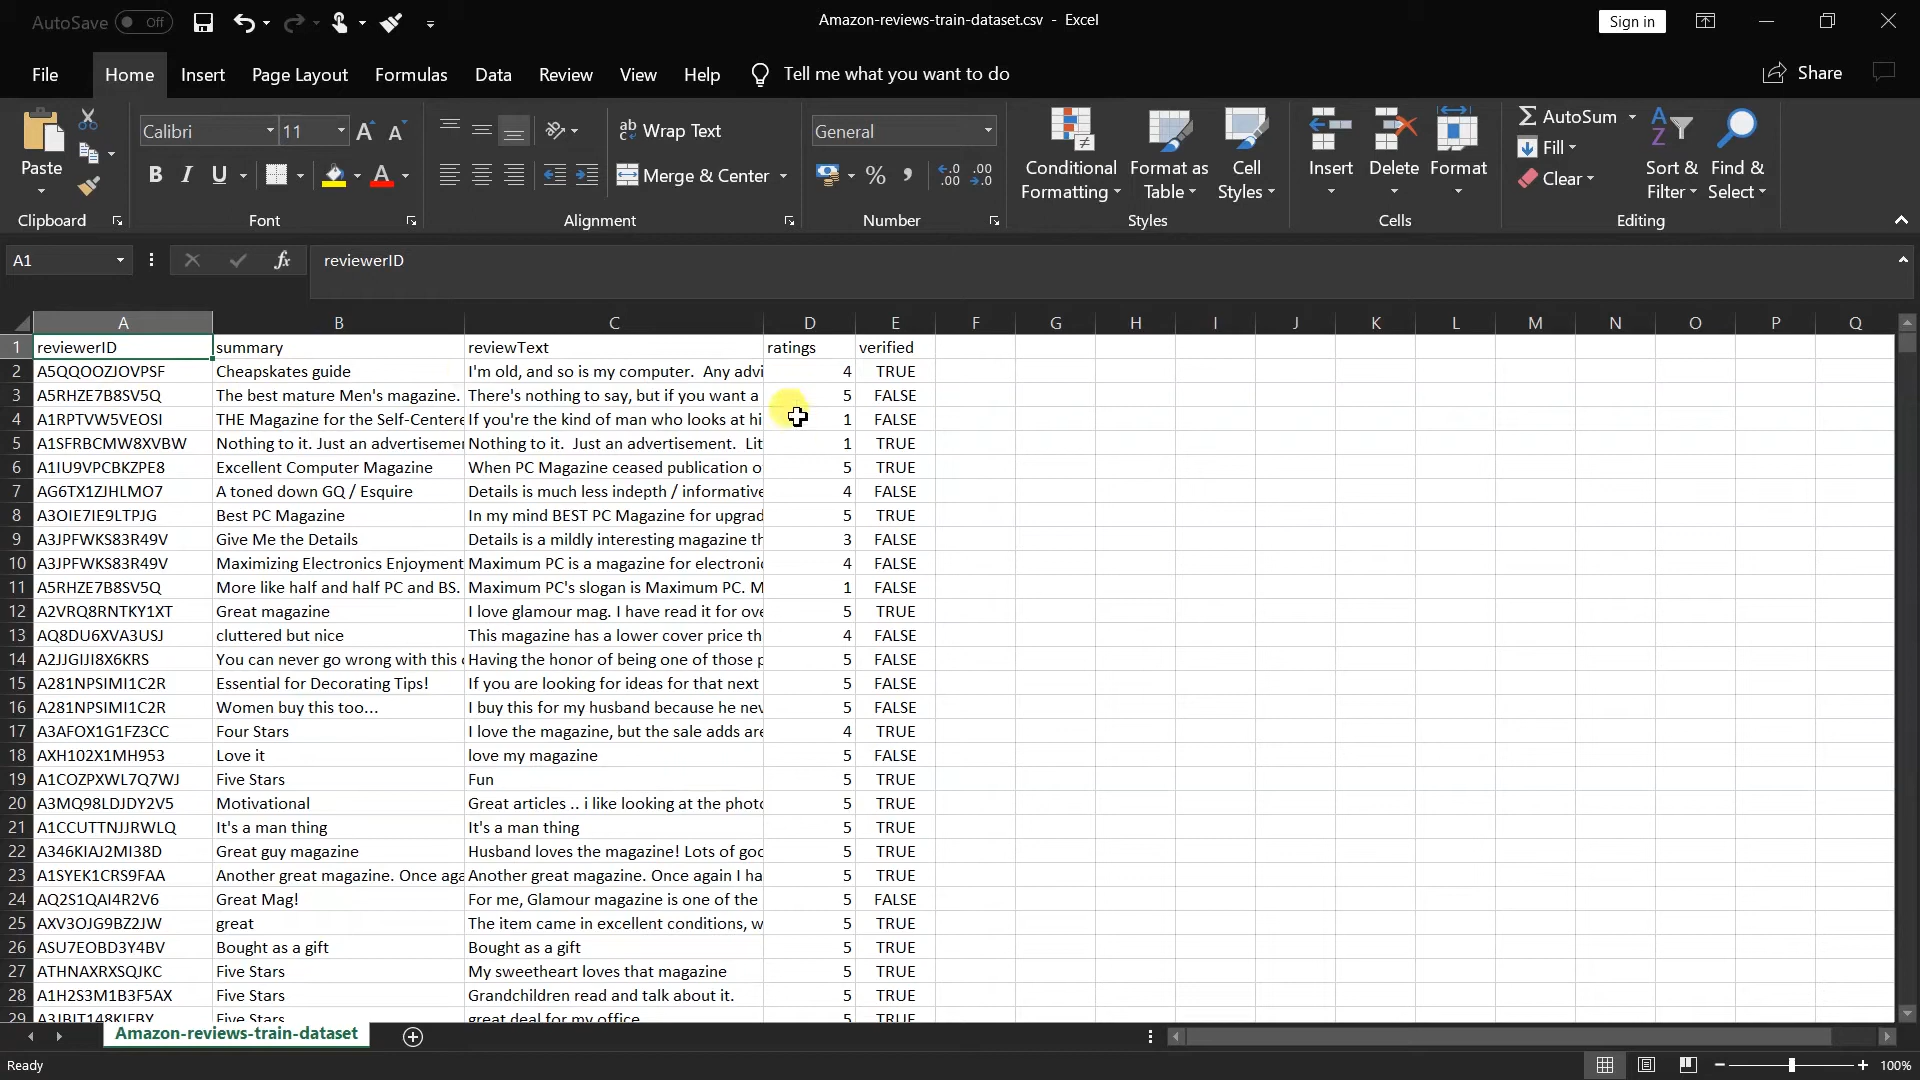 AutoSave Off
Amazon-reviews-train-dataset.csv - Excel
Sign in
File Home Insert Page Layout Formulas Data Review View Help Tell me what you want to do Share
Paste Calibri 11 Wrap Text General Conditional Formatting Format as Table Cell Styles Insert Delete Format AutoSum Fill Clear Sort & Filter Find & Select
B I U Merge & Center
Clipboard Font Alignment Number Styles Cells Editing
A1 fx reviewerID
A B C D E F G H I J K L M N O P Q
1 reviewerID summary reviewText ratings verified
2 A5QQOOZJOVPSF Cheapskates guide I'm old, and so is my computer. Any advi 4 TRUE
3 A5RHZE7B8SV5Q The best mature Men's magazine. There's nothing to say, but if you want a 5 FALSE
4 A1RPTVW5VEOSI THE Magazine for the Self-Centere If you're the kind of man who looks at hi 1 FALSE
5 A1SFRBCMW8XVBW Nothing to it. Just an advertisemen Nothing to it. Just an advertisement. Lit 1 TRUE
6 A1IU9VPCBKZPE8 Excellent Computer Magazine When PC Magazine ceased publication o 5 TRUE
7 AG6TX1ZJHLMO7 A toned down GQ / Esquire Details is much less indepth / informative 4 FALSE
8 A3OIE7IE9LTPJG Best PC Magazine In my mind BEST PC Magazine for upgrad 5 TRUE
9 A3JPFWKS83R49V Give Me the Details Details is a mildly interesting magazine th 3 FALSE
10 A3JPFWKS83R49V Maximizing Electronics Enjoyment Maximum PC is a magazine for electronic 4 FALSE
11 A5RHZE7B8SV5Q More like half and half PC and BS. Maximum PC's slogan is Maximum PC. M 1 FALSE
12 A2VRQ8RNTKY1XT Great magazine I love glamour mag. I have read it for ove 5 TRUE
13 AQ8DU6XVA3USJ cluttered but nice This magazine has a lower cover price th 4 FALSE
14 A2JJGIJI8X6KRS You can never go wrong with this Having the honor of being one of those p 5 FALSE
15 A281NPSIMI1C2R Essential for Decorating Tips! If you are looking for ideas for that next 5 FALSE
16 A281NPSIMI1C2R Women buy this too... I buy this for my husband because he nev 5 FALSE
17 A3AFOX1G1FZ3CC Four Stars I love the magazine, but the sale adds are 4 TRUE
18 AXH102X1MH953 Love it love my magazine 5 FALSE
19 A1COZPXWL7Q7WJ Five Stars Fun 5 TRUE
20 A3MQ98LDJDY2V5 Motivational Great articles .. i like looking at the photo 5 TRUE
21 A1CCUTTNJJRWLQ It's a man thing It's a man thing 5 TRUE
22 A346KIAJ2MI38D Great guy magazine Husband loves the magazine! Lots of goo 5 TRUE
23 A1SYEK1CRS9FAA Another great magazine. Once aga Another great magazine. Once again I ha 5 TRUE
24 AQ2S1QAI4R2V6 Great Mag! For me, Glamour magazine is one of the 5 FALSE
25 AXV3OJG9BZ2JW great The item came in excellent conditions, w 5 TRUE
26 ASU7EOBD3Y4BV Bought as a gift Bought as a gift 5 TRUE
27 ATHNAXRXSQJKC Five Stars My sweetheart loves that magazine 5 TRUE
28 A1H2S3M1B3F5AX Five Stars Grandchildren read and talk about it. 5 TRUE
29 Five Stars great deal for my office 5 TRUE
Amazon-reviews-train-dataset
Ready 100%